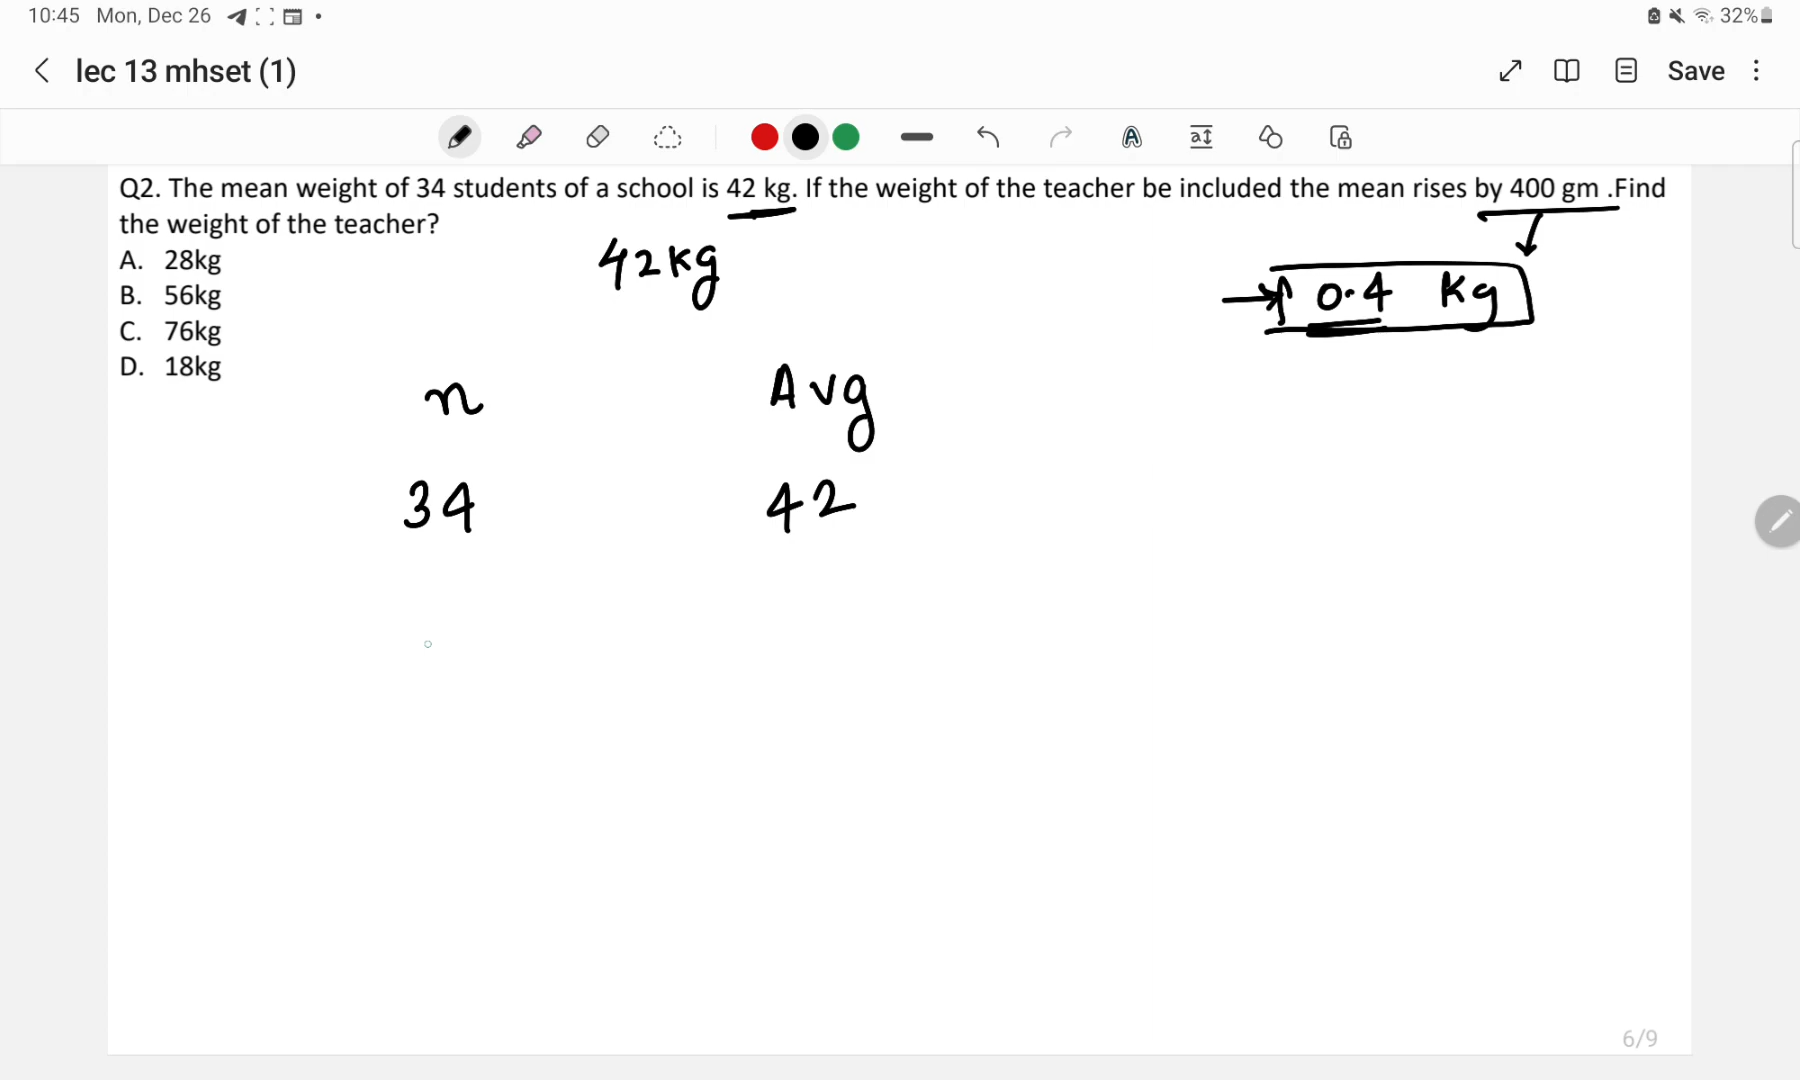 10:45 Mon, Dec 26
32%
lec 13 mhset (1)
Save
Q2. The mean weight of 34 students of a school is 42 kg. If the weight of the teacher be included the mean rises by 400 gm .Find
the weight of the teacher?
A. 28kg
42kg
B. 56kg
0.4 kg
C. 76kg
D. 18kg
n Avg
34 42
6/9